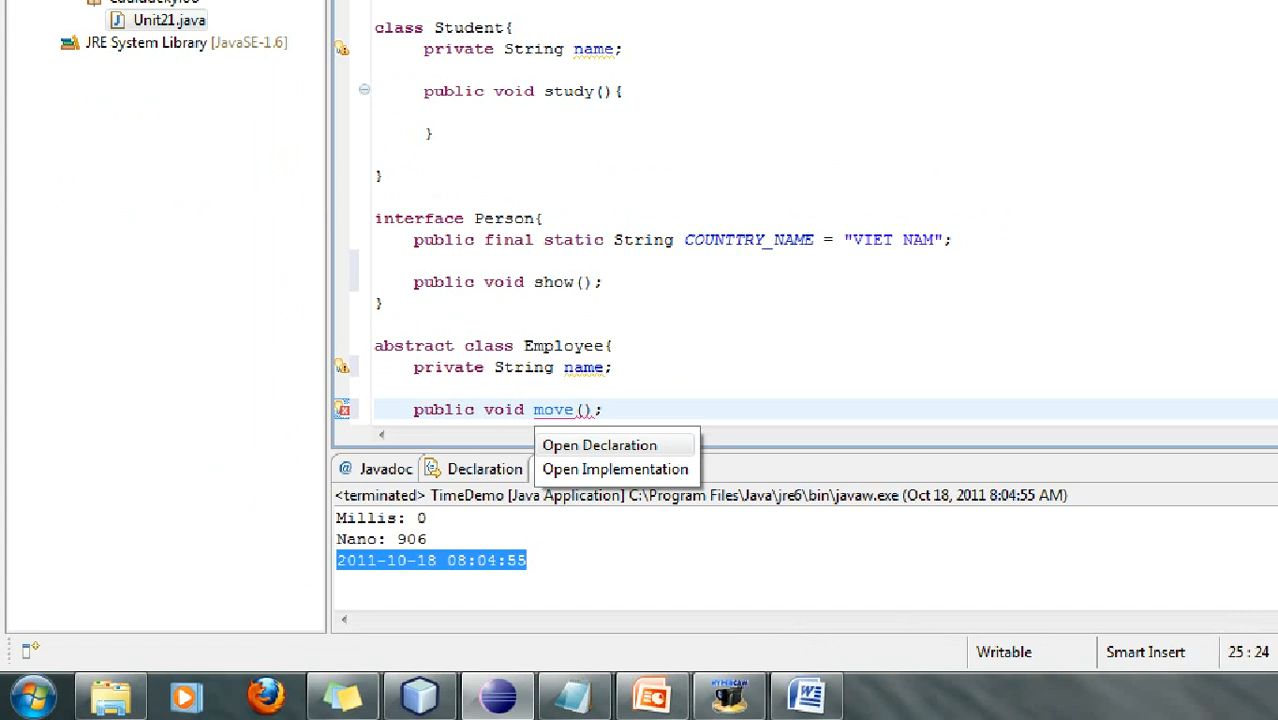 Unit21.java
JRE System Library [JavaSE-1.6]
class Student{
private String name;
public void study(){
}
}
interface Person{
public final static String COUNTTRY_NAME = "VIET NAM";
public void show();
}
abstract class Employee{
private String name;
public void move();
Open Declaration
Open Implementation
@ Javadoc Declaration
<terminated> TimeDemo [Java Application] C:\Program Files\Java\jre6\bin\javaw.exe (Oct 18, 2011 8:04:55 AM)
Millis: 0
Nano: 906
2011-10-18 08:04:55
Writable Smart Insert 25 : 24
HYPERCAM